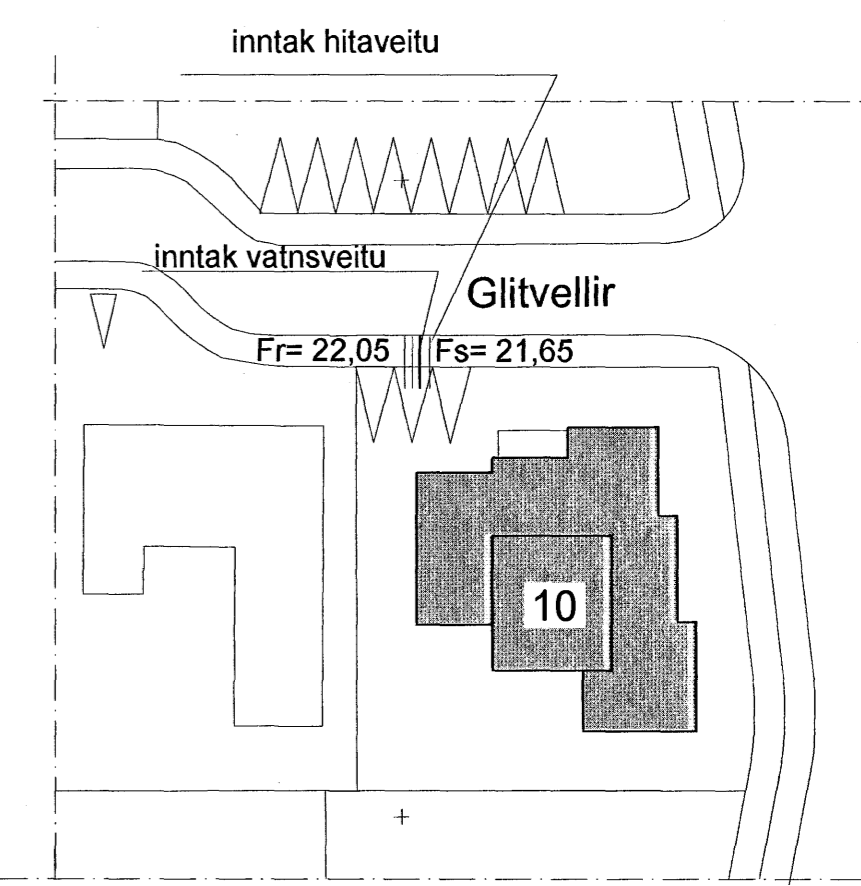 inntak hitaveitu
inntak vatnsveitu
Glitvellir
Fr= 22,05 Fs= 21,65
10